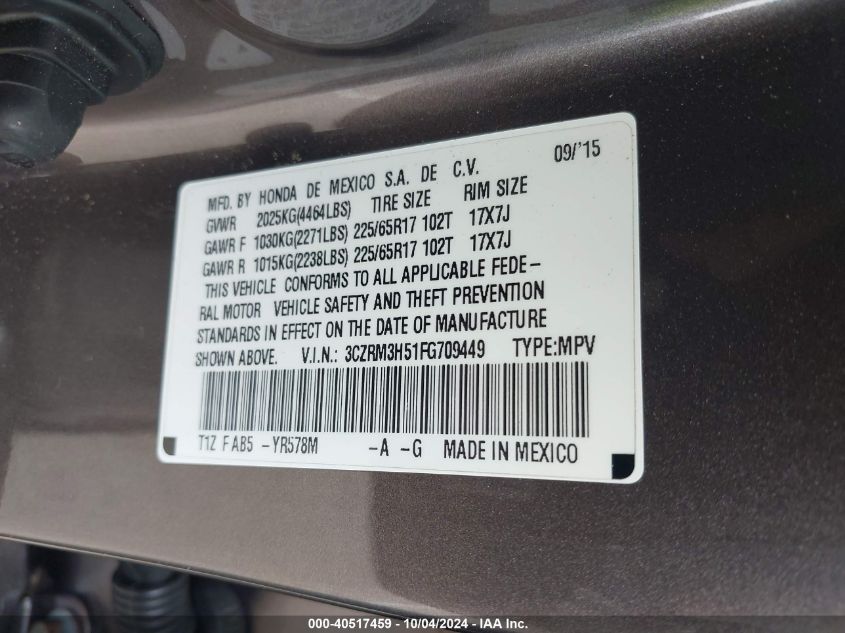 09/'15
MFD. BY HONDA DE MEXICO S.A. DE C.V.
GVWR 2025KG(4464LBS) TIRE SIZE RIM SIZE
GAWR F 1030KG(2271LBS) 225/65R17 102T 17X7J
GAWR R 1015KG(2238LBS) 225/65R17 102T 17X7J
THIS VEHICLE CONFORMS TO ALL APPLICABLE FEDE-
RAL MOTOR VEHICLE SAFETY AND THEFT PREVENTION
STANDARDS IN EFFECT ON THE DATE OF MANUFACTURE
SHOWN ABOVE. V.I.N.: 3CZRM3H51FG709449 TYPE:MPV
T1Z F AB5 -YR578M -A -G MADE IN MEXICO
000-40517459 - 10/04/2024 - IAA Inc.